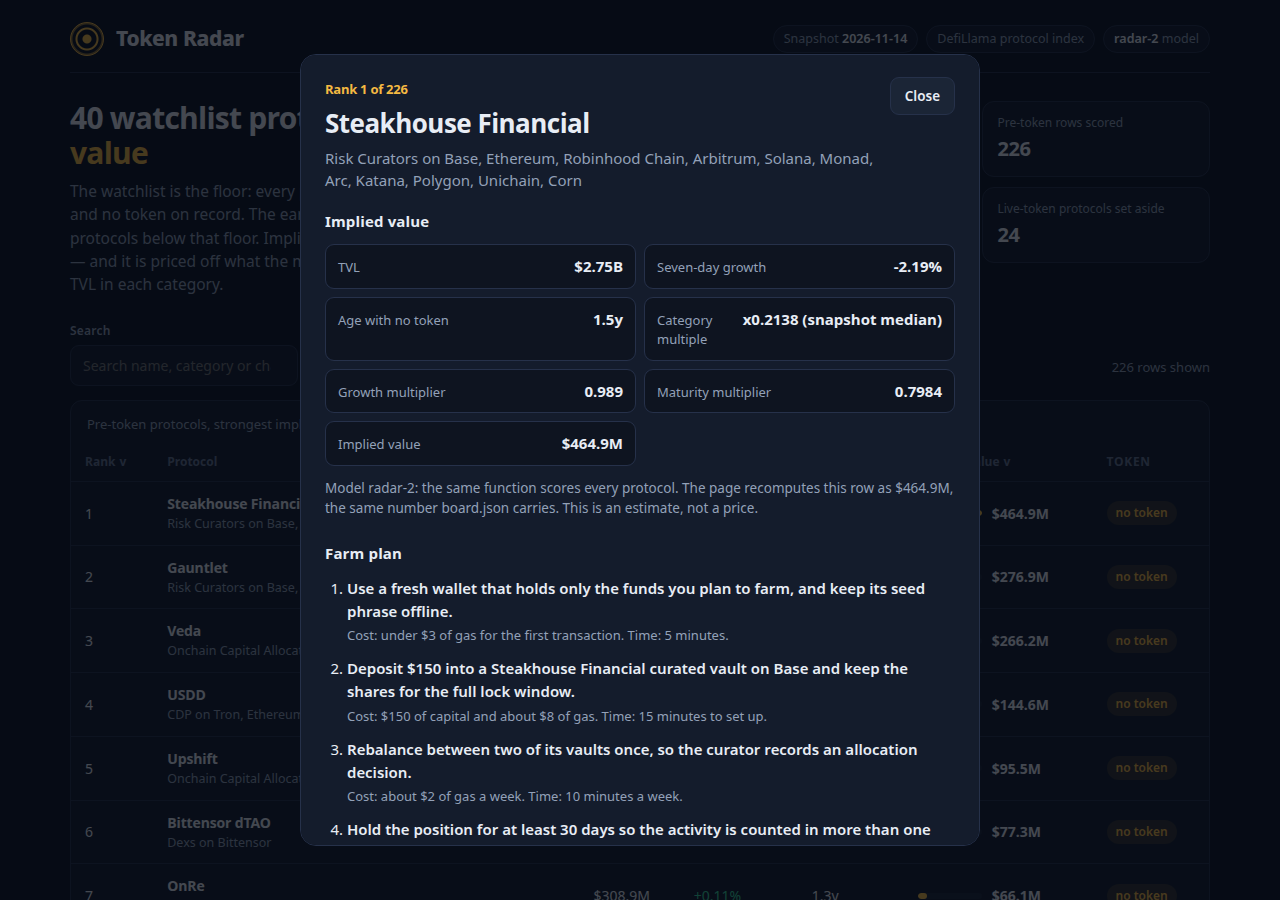 Token Radar
Snapshot 2026-11-14
DefiLlama protocol index
radar-2 model
40 watchlist
value
The watchlist is the floor: every
and no token on record. The
protocols below that floor.
— and it is priced off what the
TVL in each category.
Pre-token rows scored
226
Live-token protocols set aside
24
Search
Search name, category or ch
226 rows shown
Pre-token protocols, strongest
Rank v
Protocol
TOKEN
1
Steakhouse
Risk Curators on Base,
$464.9M
no token
2
Gauntlet
Risk Curators on Base,
$276.9M
no token
3
Veda
Onchain Capital
$266.2M
no token
4
USDD
CDP on Tron,
$144.6M
no token
5
Upshift
Onchain Capital
$95.5M
no token
6
Bittensor dTAO
Dexs on Bittensor
$77.3M
no token
7
OnRe
$308.9M
+0.11%
1.3y
$66.1M
no token
Rank 1 of 226
Close
Steakhouse Financial
Risk Curators on Base, Ethereum, Robinhood Chain, Arbitrum, Solana, Monad,
Arc, Katana, Polygon, Unichain, Corn
Implied value
TVL
$2.75B
Seven-day growth
-2.19%
Age with no token
1.5y
Category
multiple
x0.2138 (snapshot median)
Growth multiplier
0.989
Maturity multiplier
0.7984
Implied value
$464.9M
Model radar-2: the same function scores every protocol. The page recomputes this row as $464.9M,
the same number board.json carries. This is an estimate, not a price.
Farm plan
1. Use a fresh wallet that holds only the funds you plan to farm, and keep its seed
phrase offline.
Cost: under $3 of gas for the first transaction. Time: 5 minutes.
2. Deposit $150 into a Steakhouse Financial curated vault on Base and keep the
shares for the full lock window.
Cost: $150 of capital and about $8 of gas. Time: 15 minutes to set up.
3. Rebalance between two of its vaults once, so the curator records an allocation
decision.
Cost: about $2 of gas a week. Time: 10 minutes a week.
4. Hold the position for at least 30 days so the activity is counted in more than one